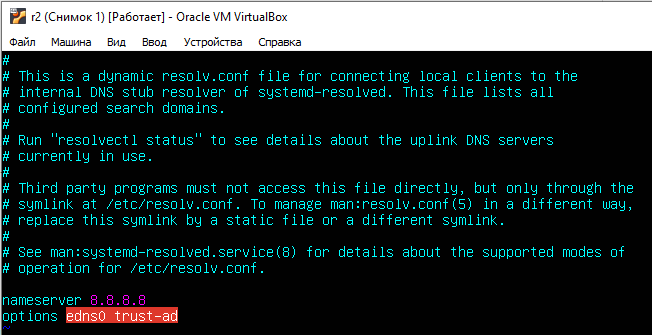 r2 (Снимок 1) [Работает] - Oracle VM VirtualBox
Файл Машина Вид Ввод Устройства Справка
#
# This is a dynamic resolv.conf file for connecting local clients to the
# internal DNS stub resolver of systemd-resolved. This file lists all
# configured search domains.
#
# Run "resolvectl status" to see details about the uplink DNS servers
# currently in use.
#
# Third party programs must not access this file directly, but only through the
# symlink at /etc/resolv.conf. To manage man:resolv.conf(5) in a different way,
# replace this symlink by a static file or a different symlink.
#
# See man:systemd-resolved.service(8) for details about the supported modes of
# operation for /etc/resolv.conf.
nameserver 8.8.8.8
options edns0 trust-ad
~